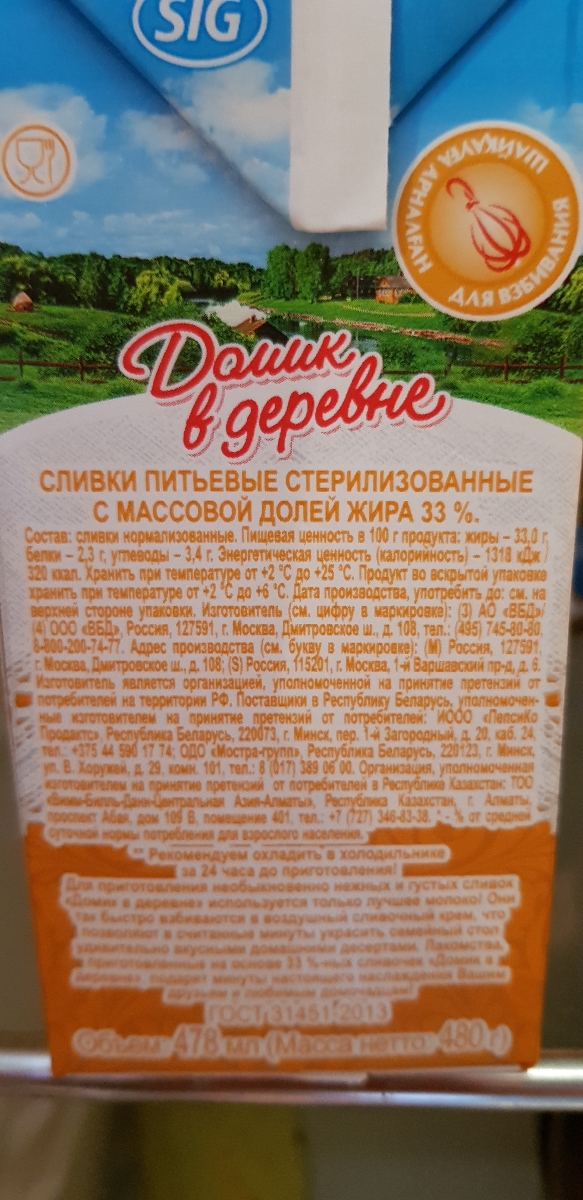 SIG
ШАЙҚАУҒА АРНАЛҒАН
ДЛЯ ВЗБИВАНИЯ
Домик
в деревне
СЛИВКИ ПИТЬЕВЫЕ СТЕРИЛИЗОВАННЫЕ
С МАССОВОЙ ДОЛЕЙ ЖИРА 33 %.
Состав: сливки нормализованные. Пищевая ценность в 100 г продукта: жиры – 33,0 г,
белки – 2,3 г, углеводы – 3,4 г. Энергетическая ценность (калорийность) – 1318 кДж /
320 ккал. Хранить при температуре от +2 °С до +25 °С. Продукт во вскрытой упаковке
хранить при температуре от +2 °С до +6 °С. Дата производства, употребить до: см. на
верхней стороне упаковки. Изготовитель (см. цифру в маркировке): (3) АО «ВБД»/
(4) ООО «ВБД», Россия, 127591, г. Москва, Дмитровское ш., д. 108, тел.: (495) 745-80-80,
8-800-200-74-77. Адрес производства (см. букву в маркировке): (М) Россия, 127591,
г. Москва, Дмитровское ш., д. 108; (S) Россия, 115201, г. Москва, 1-й Варшавский пр-д, д. 6.
Изготовитель является организацией, уполномоченной на принятие претензий от
потребителей на территории РФ. Поставщики в Республику Беларусь, уполномочен-
ные изготовителем на принятие претензий от потребителей: ИООО «ПепсиКо
Продактс», Республика Беларусь, 220073, г. Минск, пер. 1-й Загородный, д. 20, каб. 24,
тел.: +375 44 590 17 74; ОДО «Мостра-групп», Республика Беларусь, 220123, г. Минск,
ул. В. Хоружей, д. 29, комн. 101, тел.: 8 (017) 389 06 00. Организация, уполномоченная
изготовителем на принятие претензий от потребителей в Республике Казахстан: ТОО
«Вимм-Билль-Данн-Центральная Азия-Алматы», Республика Казахстан, г. Алматы,
проспект Абая, дом 109 В, помещение 401, тел.: +7 (727) 346-83-38. * - % от средней
суточной нормы потребления для взрослого населения.
** Рекомендуем охладить в холодильнике
за 24 часа до приготовления!
Для приготовления необыкновенно нежных и густых сливок
«Домик в деревне» используется только лучшее молоко! Они
так быстро взбиваются в воздушный сливочный крем, что
позволяют в считанные минуты украсить семейный стол
удивительно вкусными домашними десертами. Лакомства,
приготовленные на основе 33 %-ных сливочек «Домик в
деревне», подарят минуты настоящего наслаждения Вашим
друзьям и любимым домочадцам!
ГОСТ 31451-2013
Объем: 478 мл (Масса нетто: 480 г)